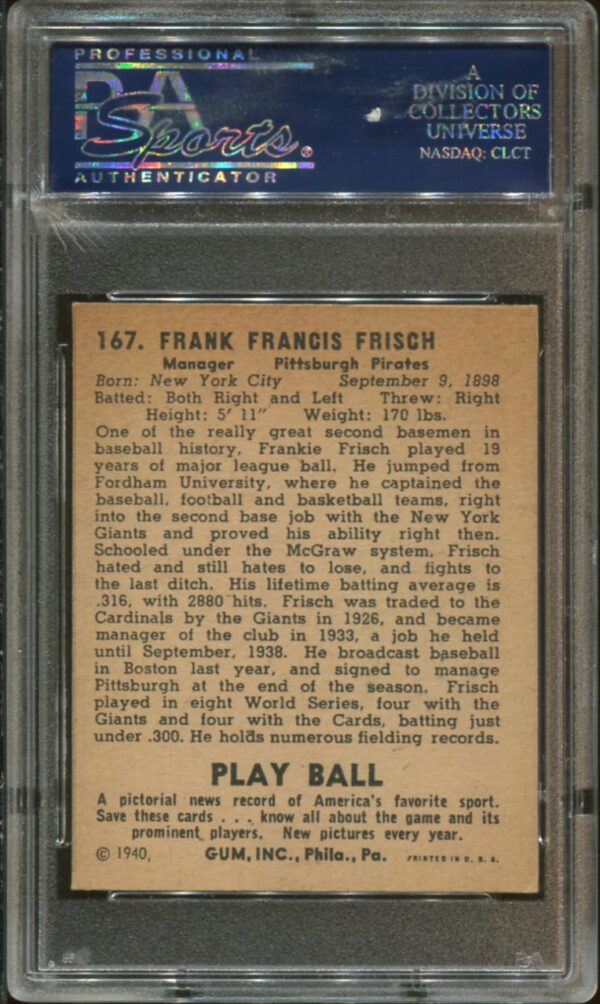 PROFESSIONAL
PSA
Sports®
AUTHENTICATOR
A
DIVISION OF
COLLECTORS
UNIVERSE
NASDAQ: CLCT
167. FRANK FRANCIS FRISCH
Manager Pittsburgh Pirates
Born: New York City September 9, 1898
Batted: Both Right and Left Threw: Right
Height: 5' 11" Weight: 170 lbs.
One of the really great second basemen in
baseball history, Frankie Frisch played 19
years of major league ball. He jumped from
Fordham University, where he captained the
baseball, football and basketball teams, right
into the second base job with the New York
Giants and proved his ability right then.
Schooled under the McGraw system, Frisch
hated and still hates to lose, and fights to
the last ditch. His lifetime batting average is
.316, with 2880 hits. Frisch was traded to the
Cardinals by the Giants in 1926, and became
manager of the club in 1933, a job he held
until September, 1938. He broadcast baseball
in Boston last year, and signed to manage
Pittsburgh at the end of the season. Frisch
played in eight World Series, four with the
Giants and four with the Cards, batting just
under .300. He holds numerous fielding records.
PLAY BALL
A pictorial news record of America's favorite sport.
Save these cards . . . know all about the game and its
prominent players. New pictures every year.
© 1940, GUM, INC., Phila., Pa. PRINTED IN U. S. A.
PSA